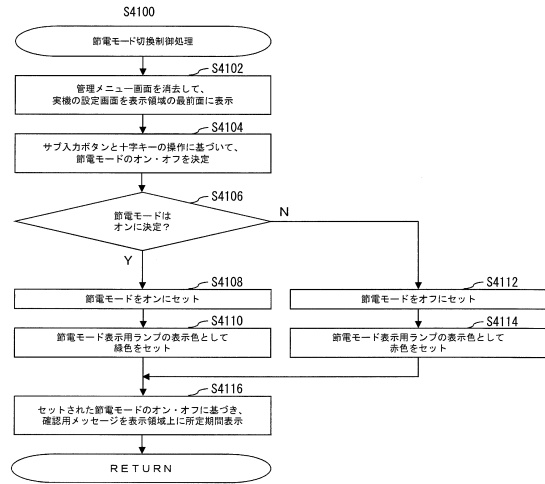 S4100
節電モード切換制御処理
S4102
管理メニュー画面を消去して、
実機の設定画面を表示領域の最前面に表示
S4104
サブ入力ボタンと十字キーの操作に基づいて、
節電モードのオン・オフを決定
S4106
節電モードは
オンに決定?
N
Y
S4108
節電モードをオンにセット
S4112
節電モードをオフにセット
S4110
節電モード表示用ランプの表示色として
緑色をセット
S4114
節電モード表示用ランプの表示色として
赤色をセット
S4116
セットされた節電モードのオン・オフに基づき、
確認用メッセージを表示領域上に所定期間表示
RETURN